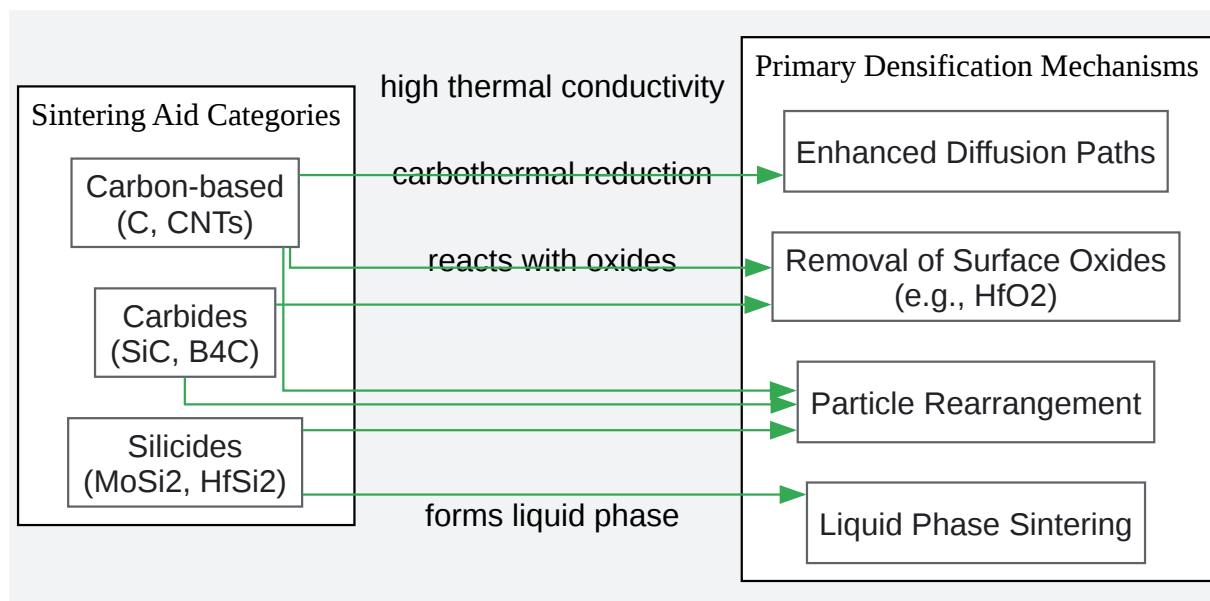 Sintering Aid Categories
Carbon-based
(C, CNTs)
Carbides
(SiC, B4C)
Silicides
(MoSi2, HfSi2)
high thermal conductivity
carbothermal reduction
reacts with oxides
forms liquid phase
Primary Densification Mechanisms
Enhanced Diffusion Paths
Removal of Surface Oxides
(e.g., HfO2)
Particle Rearrangement
Liquid Phase Sintering